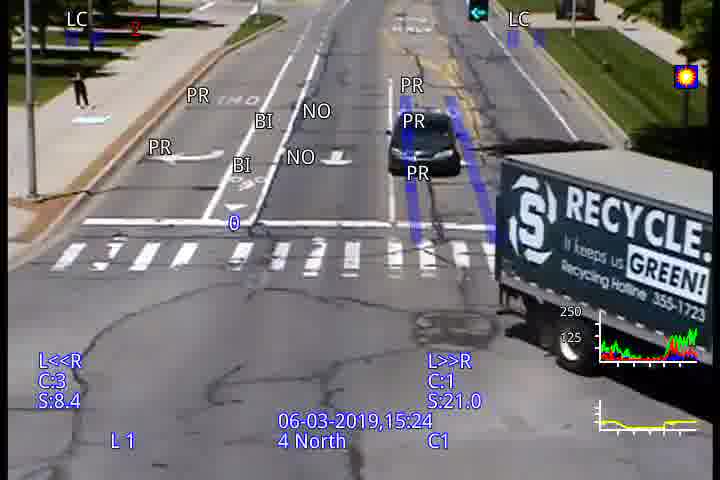 LC
2
LC
PR
PR
NO
BI
PR
PR
NO
BI
PR
0
RECYCLE.
It keeps us GREEN!
Recycling Hotline 355-1723
250
125
L<<R
C:3
S:8.4
L>>R
C:1
S:21.0
06-03-2019,15:24
L 1
4 North
C1